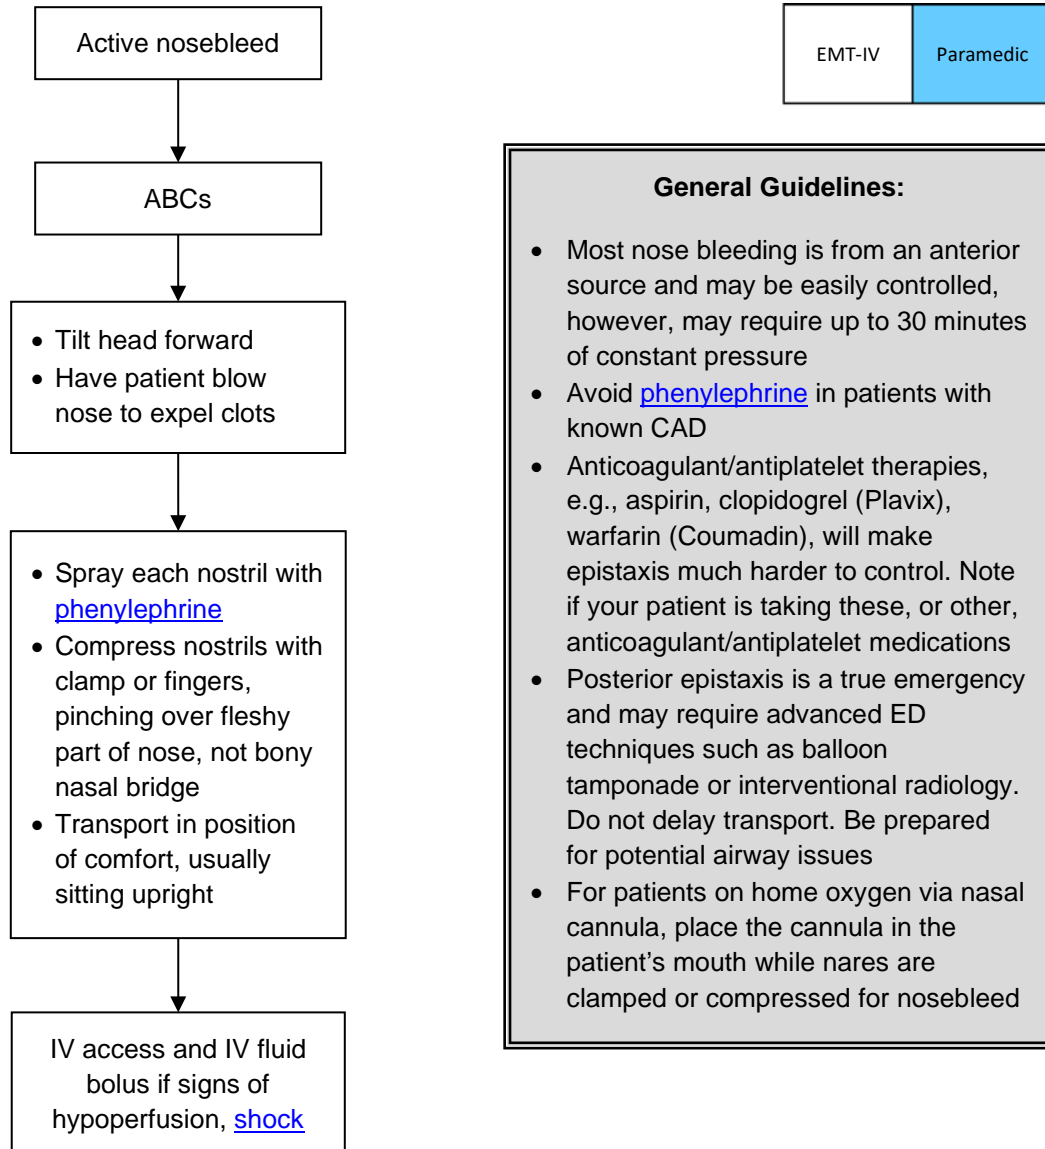 Active nosebleed
ABCs
• Tilt head forward
• Have patient blow
nose to expel clots
• Spray each nostril with
phenylephrine
• Compress nostrils with
clamp or fingers,
pinching over fleshy
part of nose, not bony
nasal bridge
• Transport in position
of comfort, usually
sitting upright
IV access and IV fluid
bolus if signs of
hypoperfusion, shock
EMT-IV Paramedic
General Guidelines:
• Most nose bleeding is from an anterior
source and may be easily controlled,
however, may require up to 30 minutes
of constant pressure
• Avoid phenylephrine in patients with
known CAD
• Anticoagulant/antiplatelet therapies,
e.g., aspirin, clopidogrel (Plavix),
warfarin (Coumadin), will make
epistaxis much harder to control. Note
if your patient is taking these, or other,
anticoagulant/antiplatelet medications
• Posterior epistaxis is a true emergency
and may require advanced ED
techniques such as balloon
tamponade or interventional radiology.
Do not delay transport. Be prepared
for potential airway issues
• For patients on home oxygen via nasal
cannula, place the cannula in the
patient’s mouth while nares are
clamped or compressed for nosebleed